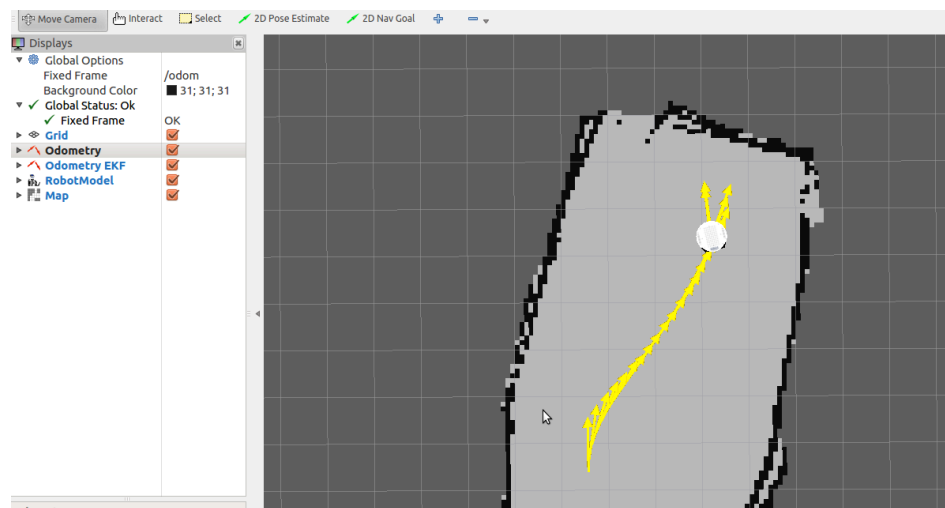 Move Camera Interact Select 2D Pose Estimate 2D Nav Goal
Displays
Global Options
Fixed Frame /odom
Background Color 31; 31; 31
Global Status: Ok
Fixed Frame OK
Grid
Odometry
Odometry EKF
RobotModel
Map